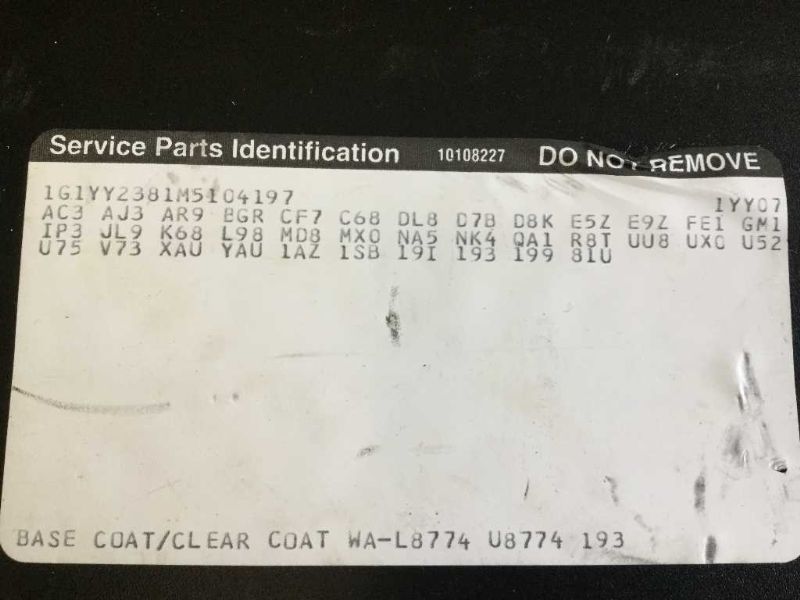 Service Parts Identification 10108227 DO NOT REMOVE
1G1YY2381M5104197 1YY07
AC3 AJ3 AR9 BGR CF7 C68 DL8 D7B D8K E5Z E9Z FE1 GM1
IP3 JL9 K68 L98 MD8 MX0 NA5 NK4 QA1 R8T UU8 UXC U52
U75 V73 XAU YAU 1AZ 1SB 19I 193 199 81U
BASE COAT/CLEAR COAT WA-L8774 U8774 193